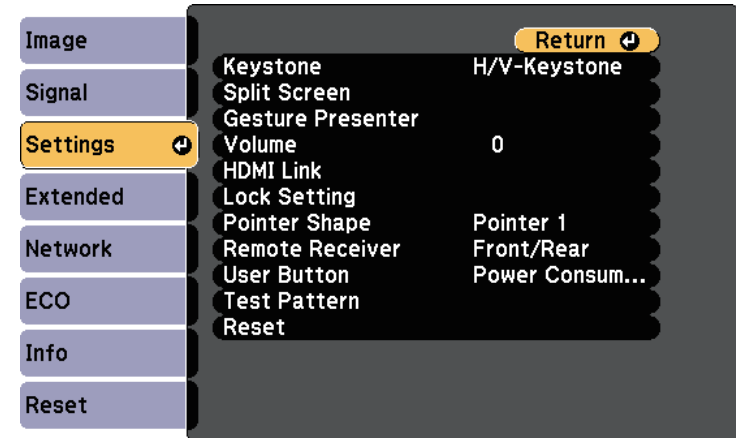 Image
Signal
Settings
Extended
Network
ECO
Info
Reset
Return
Keystone H/V-Keystone
Split Screen
Gesture Presenter
Volume 0
HDMI Link
Lock Setting
Pointer Shape Pointer 1
Remote Receiver Front/Rear
User Button Power Consum...
Test Pattern
Reset